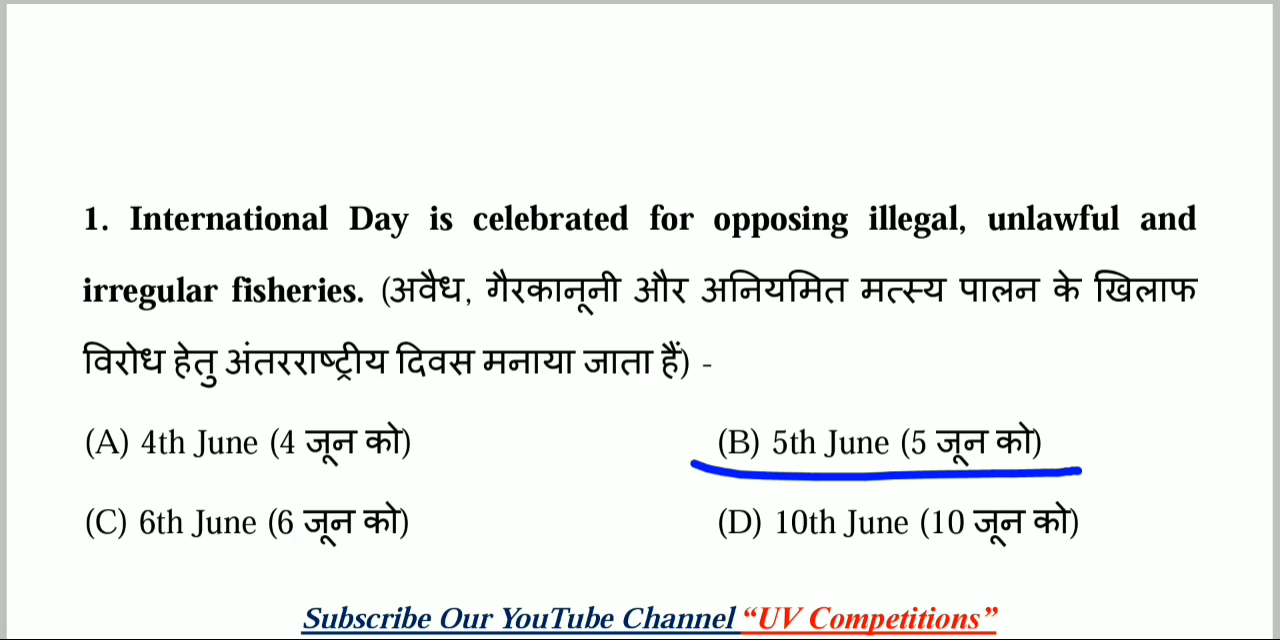 1. International Day is celebrated for opposing illegal, unlawful and
irregular fisheries. (अवैध, गैरकानूनी और अनियमित मत्स्य पालन के खिलाफ
विरोध हेतु अंतरराष्ट्रीय दिवस मनाया जाता हैं) -
(A) 4th June (4 जून को) (B) 5th June (5 जून को)
(C) 6th June (6 जून को) (D) 10th June (10 जून को)
Subscribe Our YouTube Channel “UV Competitions”